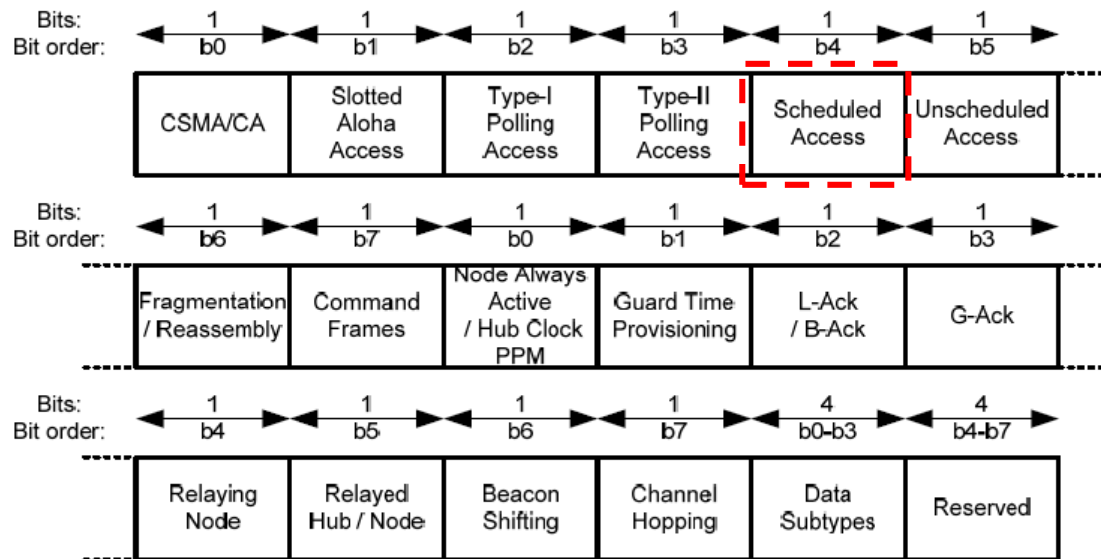 Bits: 1 1 1 1 1 1
Bit order: b0 b1 b2 b3 b4 b5
CSMA/CA
Slotted
Aloha
Access
Type-I
Polling
Access
Type-II
Polling
Access
Scheduled
Access
Unscheduled
Access
Bits: 1 1 1 1 1 1
Bit order: b6 b7 b0 b1 b2 b3
Fragmentation
/ Reassembly
Command
Frames
Node Always
Active
/ Hub Clock
PPM
Guard Time
Provisioning
L-Ack
/ B-Ack
G-Ack
Bits: 1 1 1 1 4 4
Bit order: b4 b5 b6 b7 b0-b3 b4-b7
Relaying
Node
Relayed
Hub / Node
Beacon
Shifting
Channel
Hopping
Data
Subtypes
Reserved